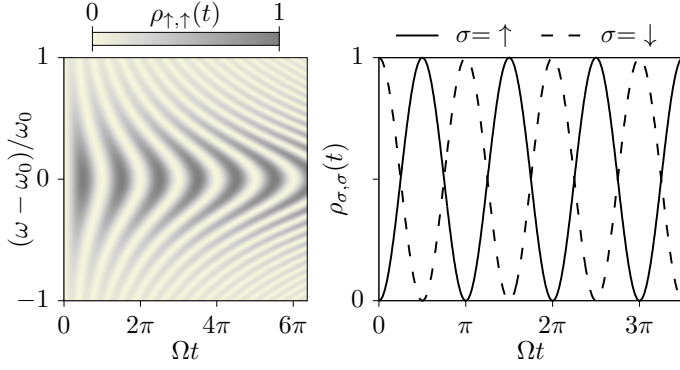 ρ↑,↑(t)
0 1
1
0
−1
(ω − ω0)/ω0
0 2π 4π 6π
Ωt
σ= ↑ σ= ↓
1
0
ρσ,σ(t)
0 π 2π 3π
Ωt